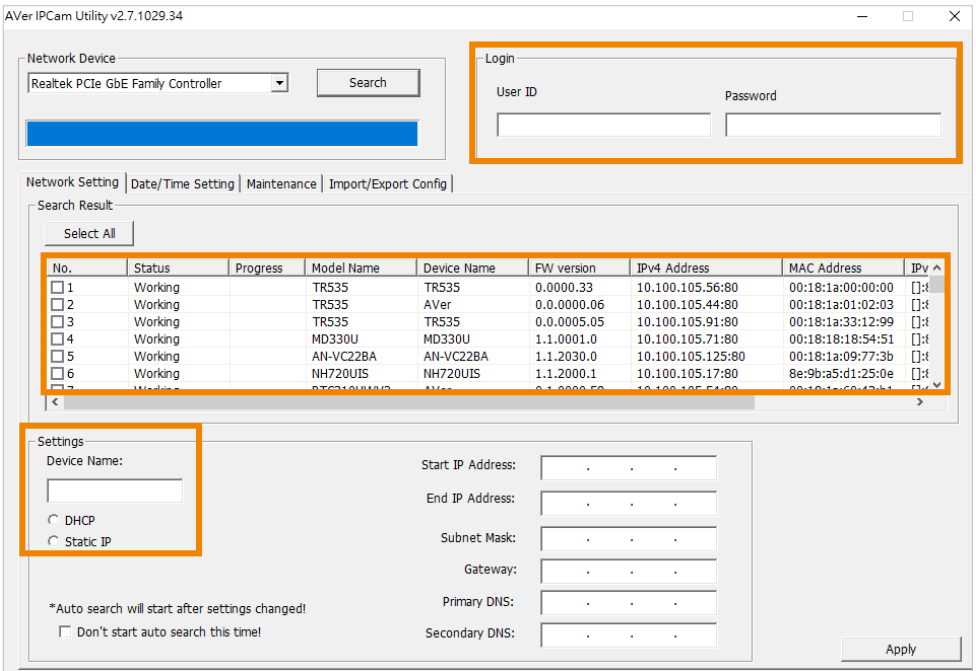 AVer IPCam Utility v2.7.1029.34
Network Device
Realtek PCIe GbE Family Controller
Search
Login
User ID
Password
Network Setting Date/Time Setting Maintenance Import/Export Config
Search Result
Select All
No. Status Progress Model Name Device Name FW version IPv4 Address MAC Address IPv
1 Working TR535 TR535 0.0000.33 10.100.105.56:80 00:18:1a:00:00:00
2 Working TR535 AVer 0.0.0000.06 10.100.105.44:80 00:18:1a:01:02:03
3 Working TR535 TR535 0.0.0005.05 10.100.105.91:80 00:18:1a:33:12:99
4 Working MD330U MD330U 1.1.0001.0 10.100.105.71:80 00:18:18:18:54:51
5 Working AN-VC22BA AN-VC22BA 1.1.2030.0 10.100.105.125:80 00:18:1a:09:77:3b
6 Working NH720UIS NH720UIS 1.1.2000.1 10.100.105.17:80 8e:9b:a5:d1:25:0e
Settings
Device Name:
DHCP
Static IP
*Auto search will start after settings changed!
Don't start auto search this time!
Start IP Address:
End IP Address:
Subnet Mask:
Gateway:
Primary DNS:
Secondary DNS:
Apply